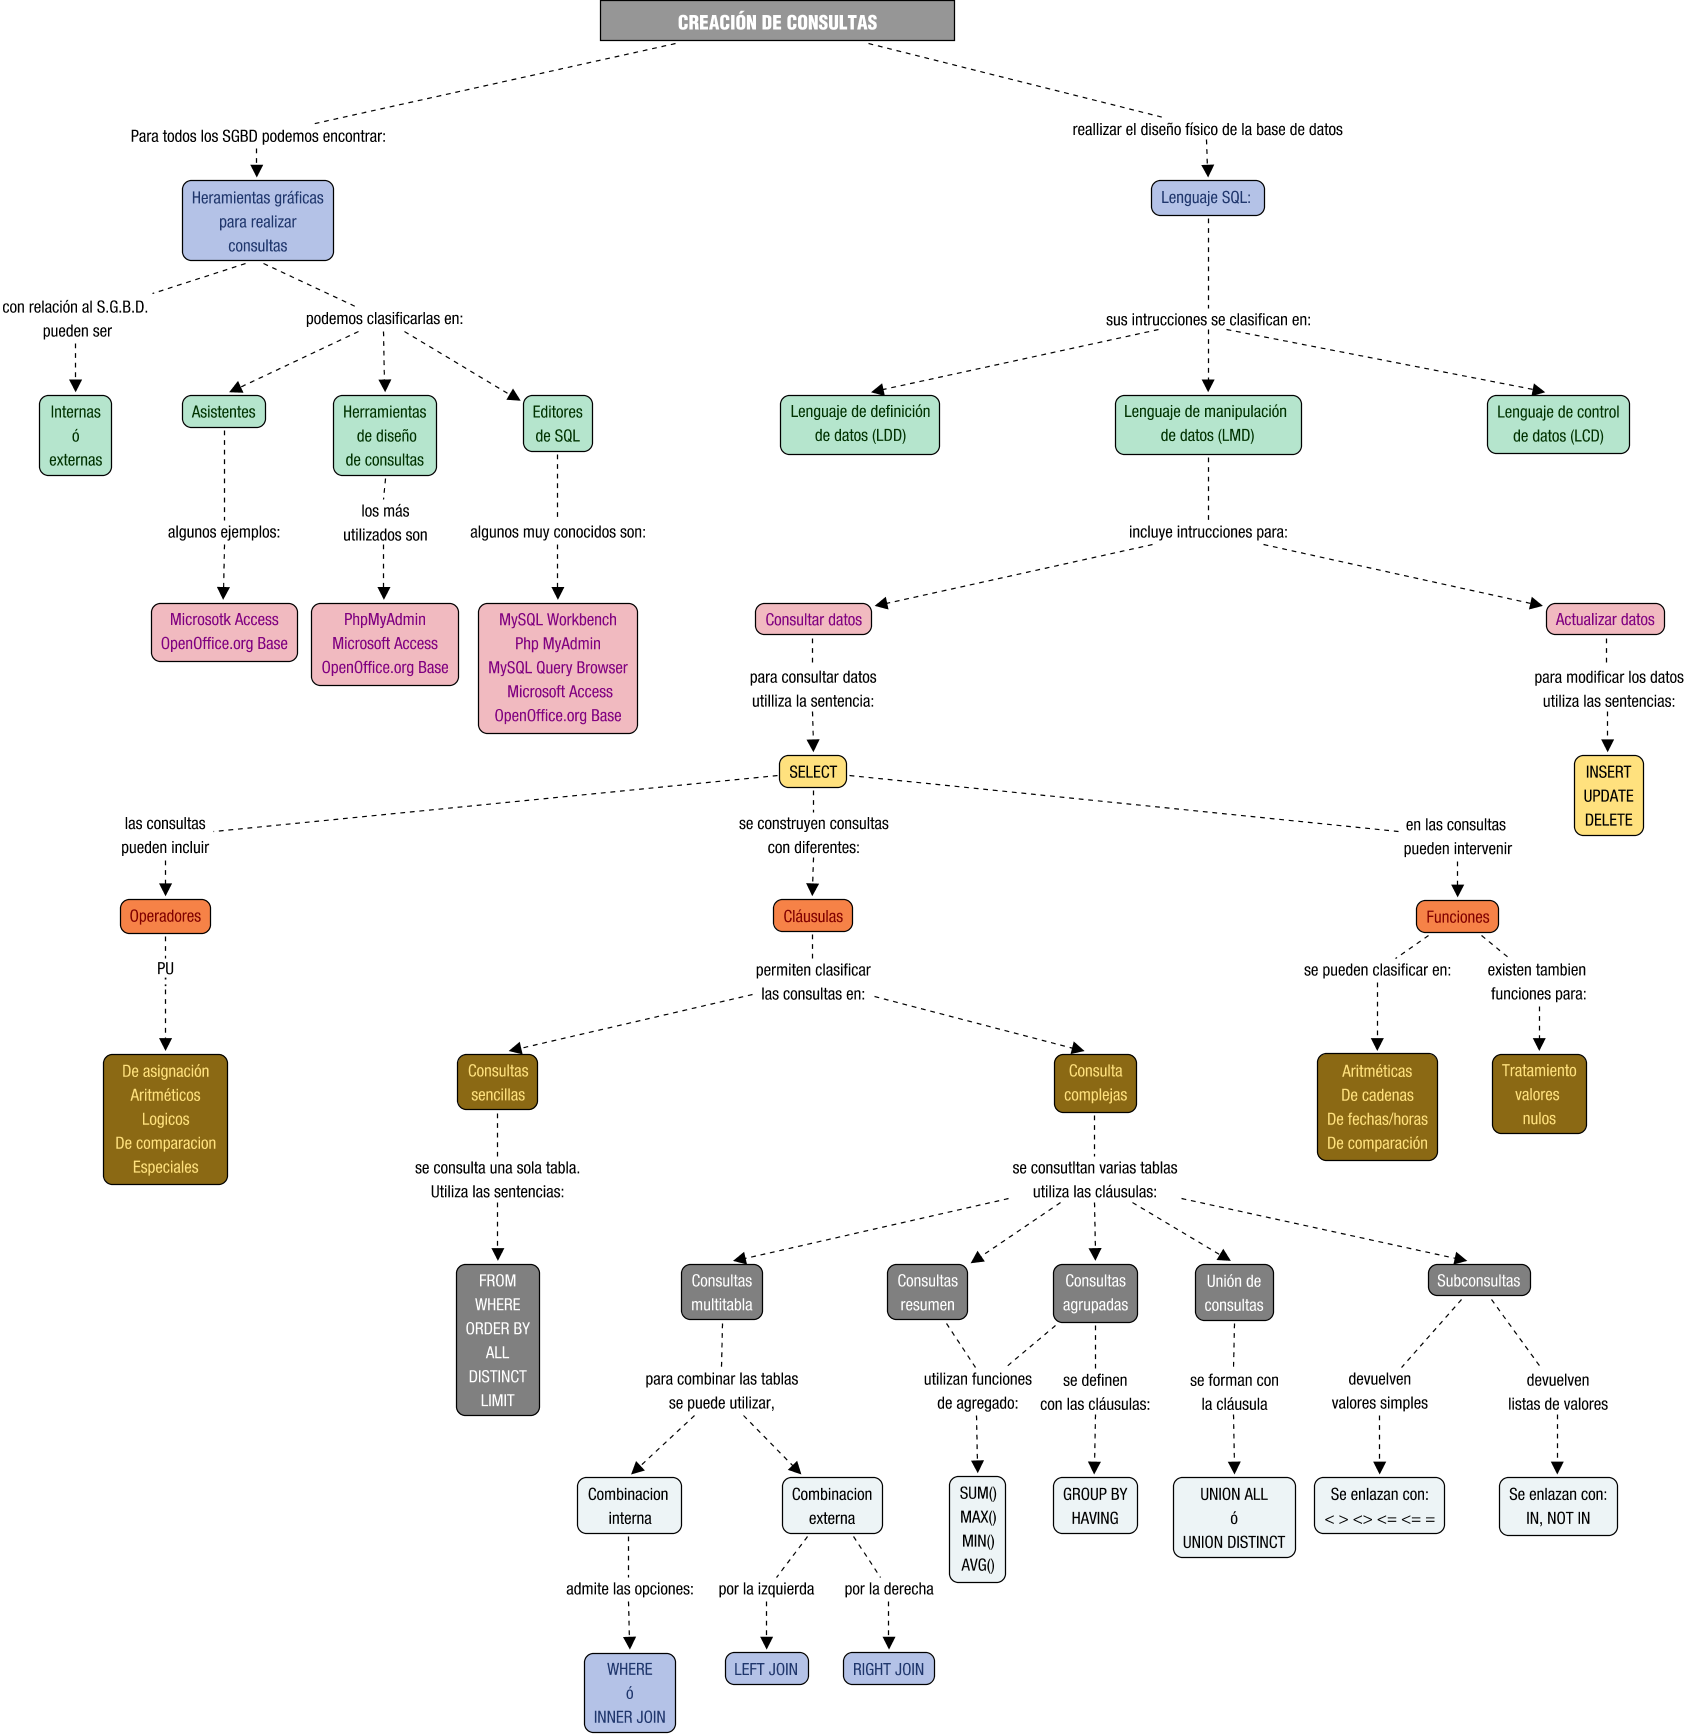 CREACIÓN DE CONSULTAS
Para todos los SGBD podemos encontrar:
reallizar el diseño físico de la base de datos
Heramientas gráficas
para realizar
consultas
Lenguaje SQL:
con relación al S.G.B.D.
pueden ser
podemos clasificarlas en:
sus intrucciones se clasifican en:
Internas
ó
externas
Asistentes
Herramientas
de diseño
de consultas
Editores
de SQL
Lenguaje de definición
de datos (LDD)
Lenguaje de manipulación
de datos (LMD)
Lenguaje de control
de datos (LCD)
algunos ejemplos:
los más
utilizados son
algunos muy conocidos son:
incluye intrucciones para:
Microsotk Access
OpenOffice.org Base
PhpMyAdmin
Microsoft Access
OpenOffice.org Base
MySQL Workbench
Php MyAdmin
MySQL Query Browser
Microsoft Access
OpenOffice.org Base
Consultar datos
Actualizar datos
para consultar datos
utilliza la sentencia:
para modificar los datos
utiliza las sentencias:
SELECT
INSERT
UPDATE
DELETE
las consultas
pueden incluir
se construyen consultas
con diferentes:
en las consultas
pueden intervenir
Operadores
Cláusulas
Funciones
PU
permiten clasificar
las consultas en:
se pueden clasificar en:
existen tambien
funciones para:
De asignación
Aritméticos
Logicos
De comparacion
Especiales
Consultas
sencillas
Consulta
complejas
Aritméticas
De cadenas
De fechas/horas
De comparación
Tratamiento
valores
nulos
se consulta una sola tabla.
Utiliza las sentencias:
se consutltan varias tablas
utiliza las cláusulas:
FROM
WHERE
ORDER BY
ALL
DISTINCT
LIMIT
Consultas
multitabla
Consultas
resumen
Consultas
agrupadas
Unión de
consultas
Subconsultas
para combinar las tablas
se puede utilizar,
utilizan funciones
de agregado:
se definen
con las cláusulas:
se forman con
la cláusula
devuelven
valores simples
devuelven
listas de valores
Combinacion
interna
Combinacion
externa
SUM()
MAX()
MIN()
AVG()
GROUP BY
HAVING
UNION ALL
ó
UNION DISTINCT
Se enlazan con:
< > <> <= <= =
Se enlazan con:
IN, NOT IN
admite las opciones:
por la izquierda
por la derecha
WHERE
ó
INNER JOIN
LEFT JOIN
RIGHT JOIN